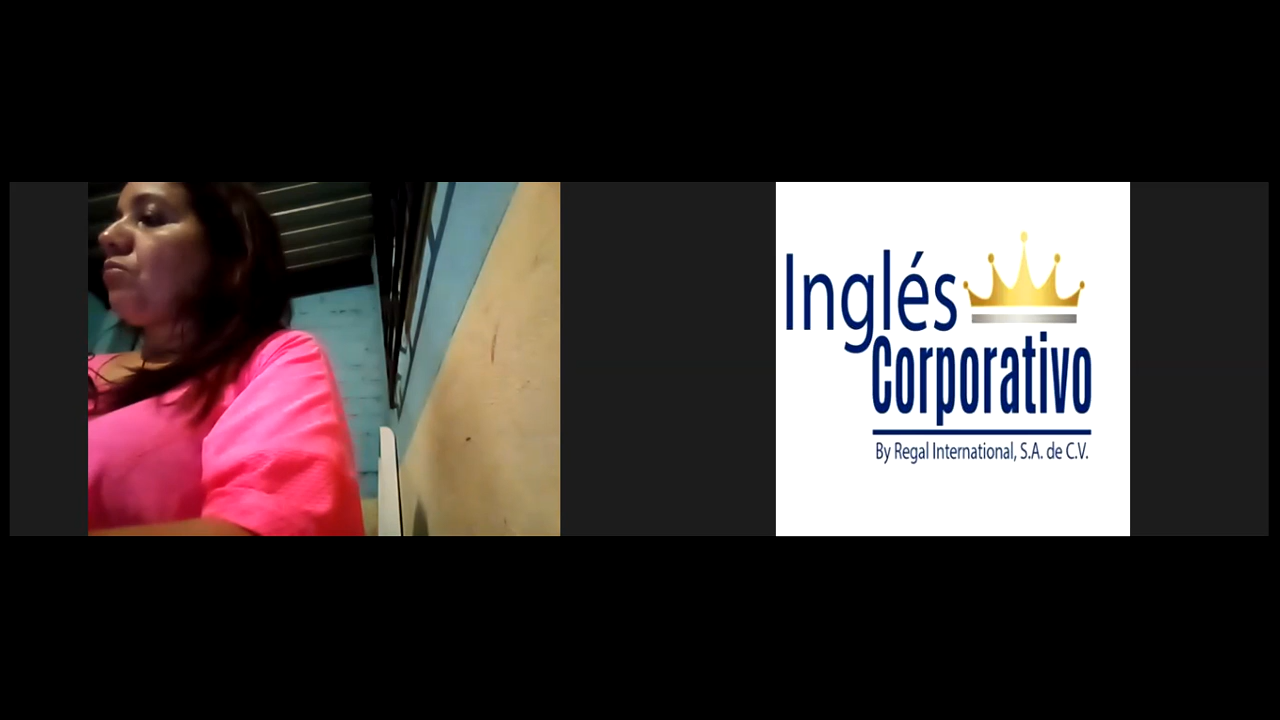 Inglés
Corporativo
By Regal International, S.A. de C.V.